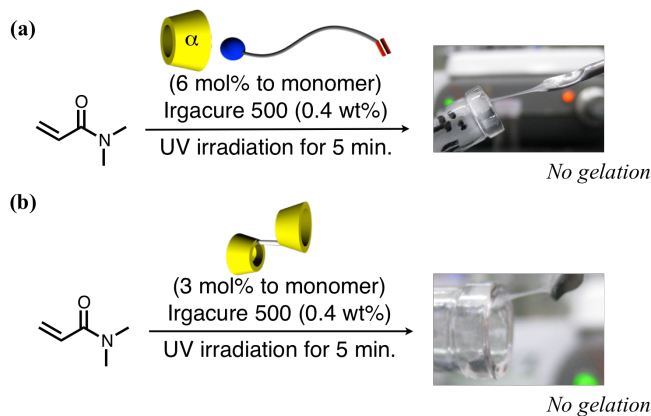 (a)
α
(6 mol% to monomer)
Irgacure 500 (0.4 wt%)
O
N
UV irradiation for 5 min.
No gelation
(b)
(3 mol% to monomer)
Irgacure 500 (0.4 wt%)
O
N
UV irradiation for 5 min.
No gelation